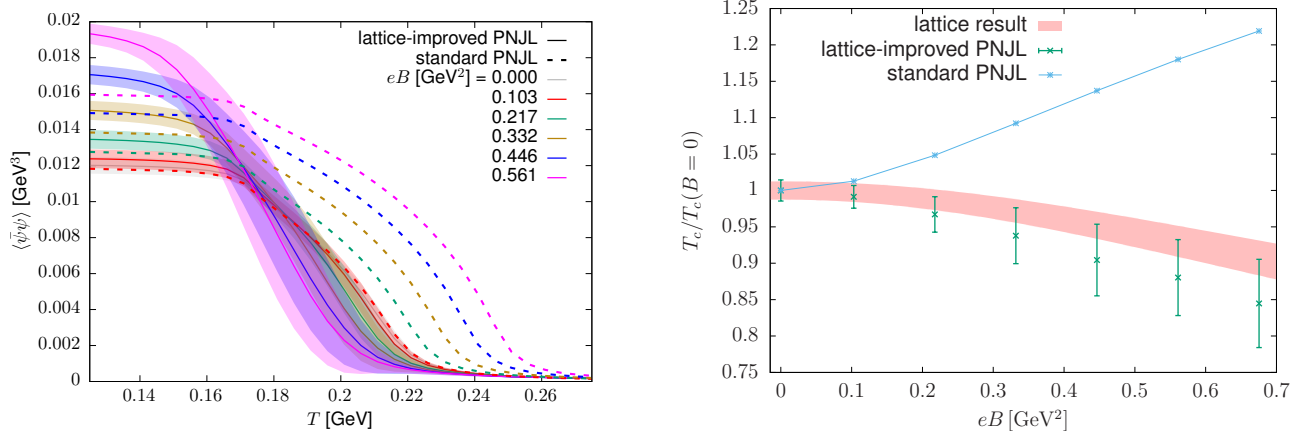 0.02
0.018
0.016
0.014
0.012
0.01
0.008
0.006
0.004
0.002
0
⟨ψ̄ψ⟩ [GeV³]
lattice-improved PNJL
standard PNJL
eB [GeV²] = 0.000
0.103
0.217
0.332
0.446
0.561
0.14 0.16 0.18 0.2 0.22 0.24 0.26
T [GeV]
1.25
1.2
1.15
1.1
1.05
1
0.95
0.9
0.85
0.8
0.75
T_c/T_c(B = 0)
lattice result
lattice-improved PNJL
standard PNJL
0 0.1 0.2 0.3 0.4 0.5 0.6 0.7
eB [GeV²]